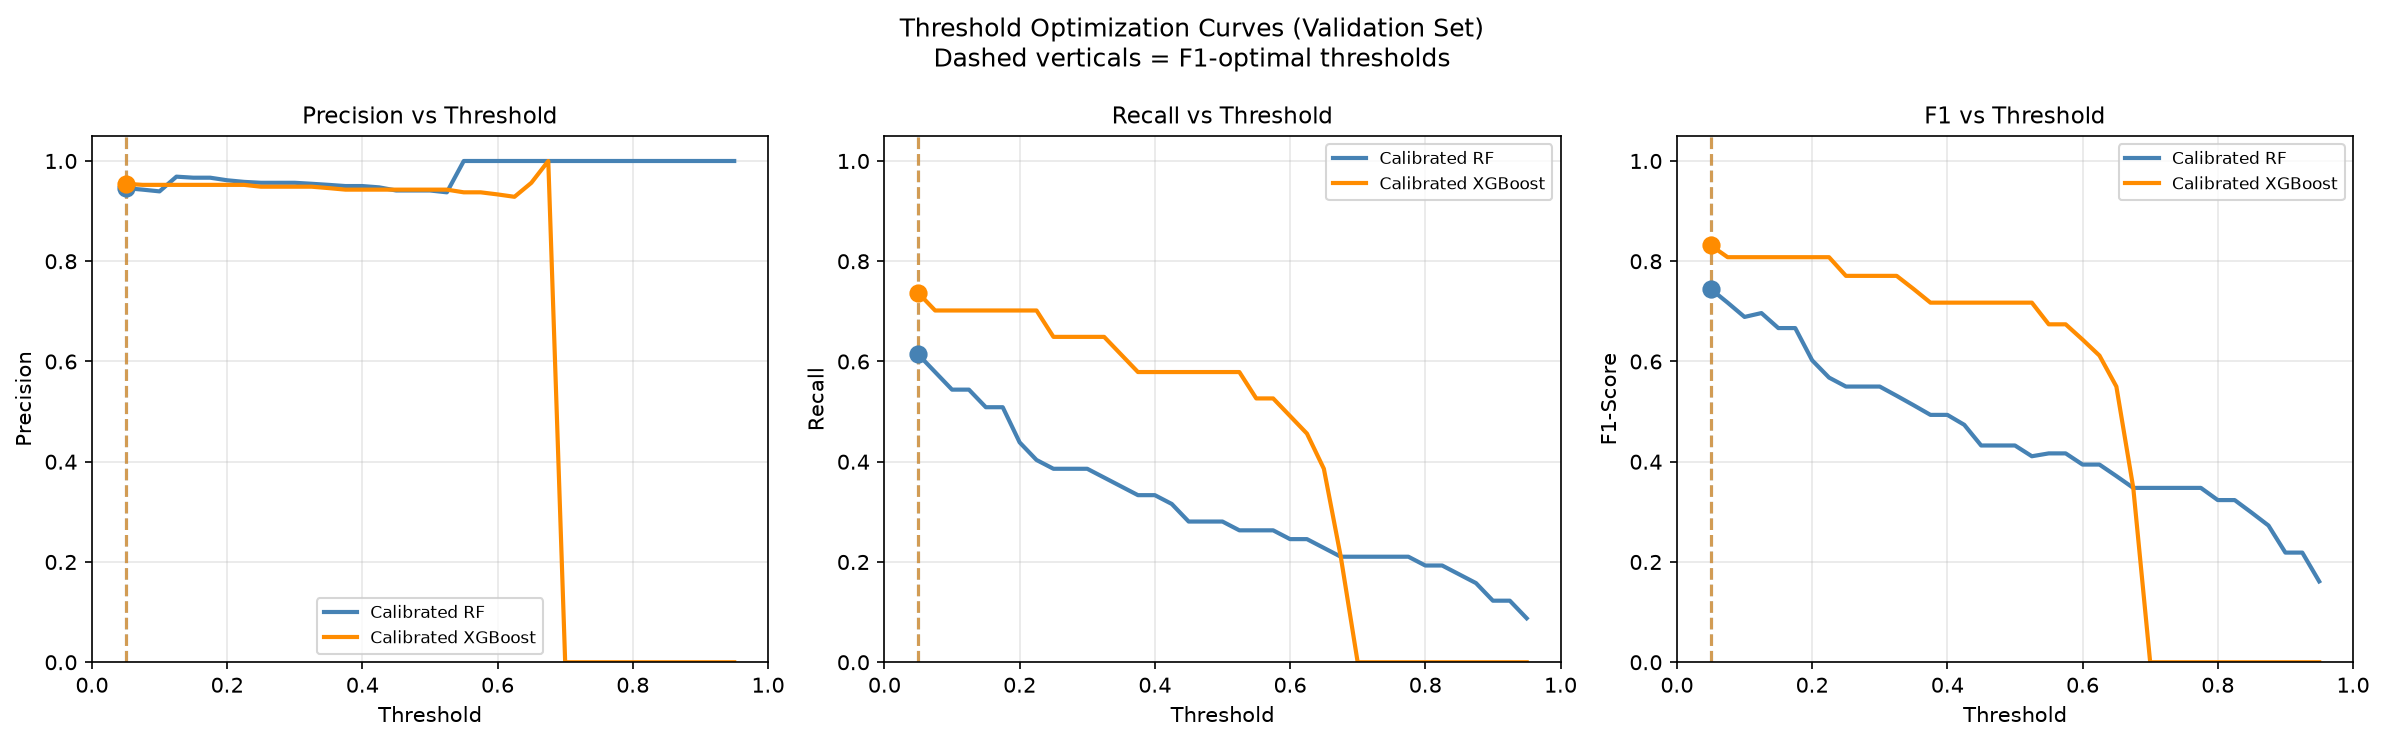 Threshold Optimization Curves (Validation Set)
Dashed verticals = F1-optimal thresholds
Precision vs Threshold
Precision
1.0
0.8
0.6
0.4
0.2
0.0
Calibrated RF
Calibrated XGBoost
0.0 0.2 0.4 0.6 0.8 1.0
Threshold
Recall vs Threshold
Recall
1.0
0.8
0.6
0.4
0.2
0.0
Calibrated RF
Calibrated XGBoost
0.0 0.2 0.4 0.6 0.8 1.0
Threshold
F1 vs Threshold
F1-Score
1.0
0.8
0.6
0.4
0.2
0.0
Calibrated RF
Calibrated XGBoost
0.0 0.2 0.4 0.6 0.8 1.0
Threshold